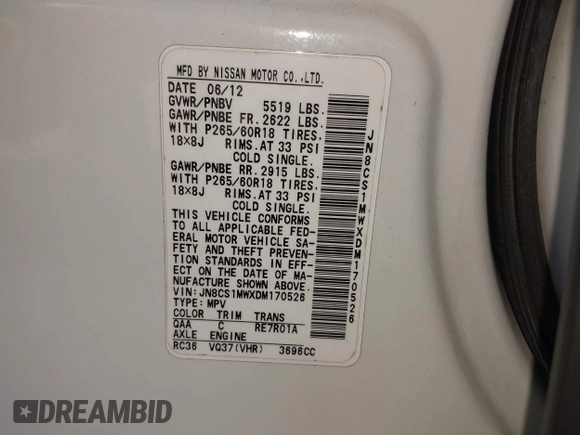 MFD BY NISSAN MOTOR CO.,LTD.
DATE 06/12
GVWR/PNBV 5519 LBS.
GAWR/PNBE FR. 2622 LBS.
WITH P265/60R18 TIRES,
18×8J RIMS.AT 33 PSI
COLD SINGLE.
GAWR/PNBE RR. 2915 LBS.
WITH P265/60R18 TIRES,
18×8J RIMS.AT 33 PSI
COLD SINGLE.
THIS VEHICLE CONFORMS
TO ALL APPLICABLE FED-
ERAL MOTOR VEHICLE SA-
FETY AND THEFT PREVEN-
TION STANDARDS IN EFF-
ECT ON THE DATE OF MA-
NUFACTURE SHOWN ABOVE.
VIN: JN8CS1MWXDM170526
TYPE: MPV
COLOR TRIM TRANS
QAA C RE7R01A
AXLE ENGINE
RC36 VQ37(VHR) 3696CC
JN8CS1MWXDM170526
DREAMBID